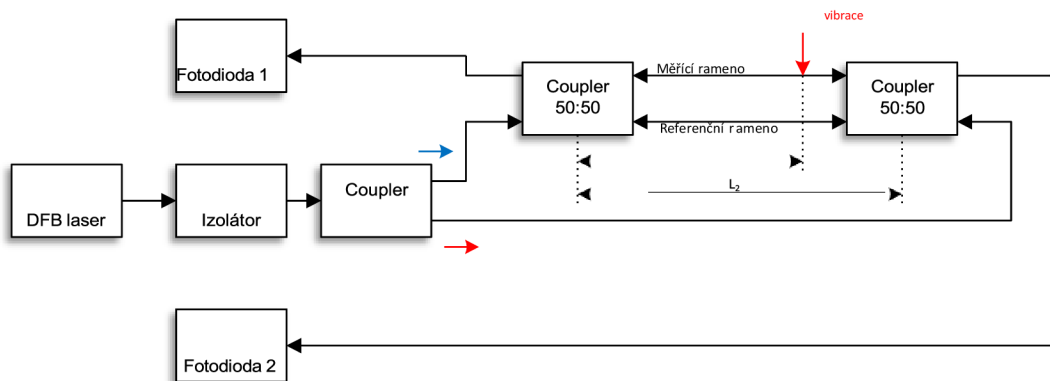 vibrace
Fotodioda 1
Měřící rameno
Coupler
50:50
Coupler
50:50
Referenční rameno
Coupler
L2
DFB laser
Izolátor
Fotodioda 2